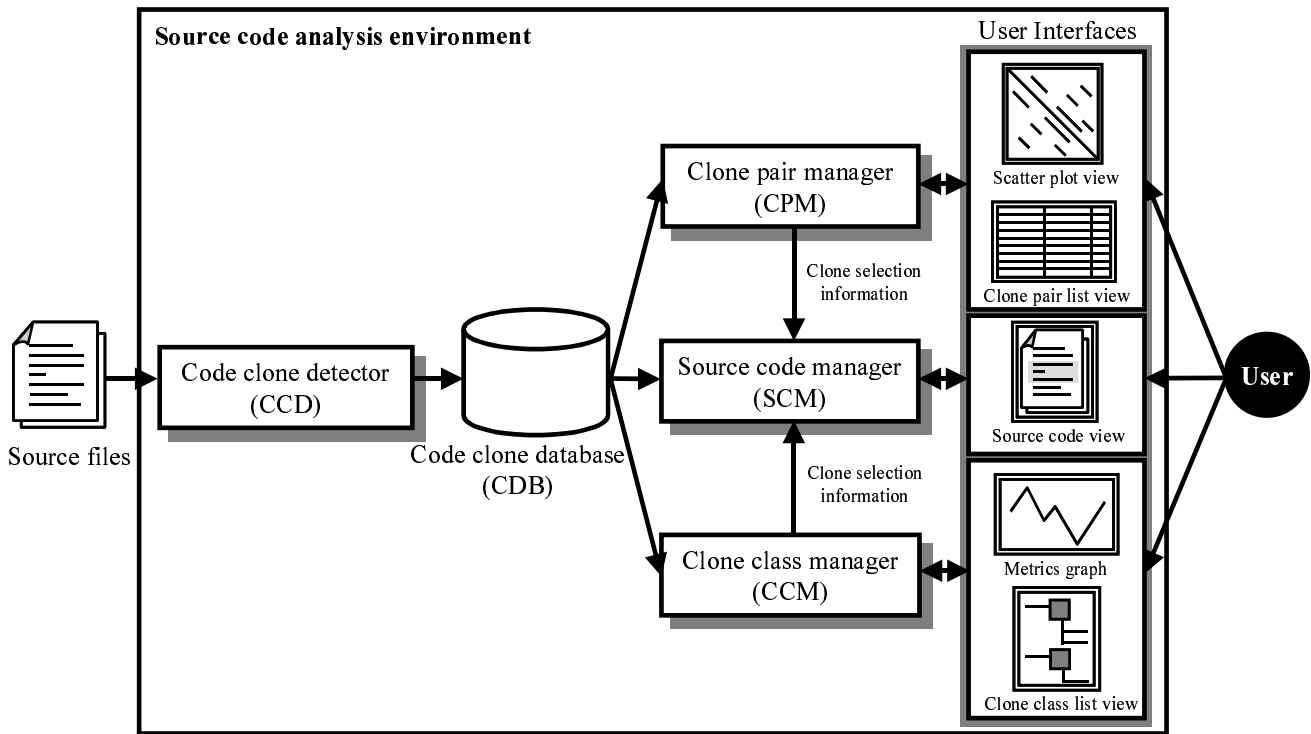 Source code analysis environment
User Interfaces
Scatter plot view
Clone pair manager
(CPM)
Clone selection
information
Clone pair list view
Source files
Code clone detector
(CCD)
Code clone database
(CDB)
Source code manager
(SCM)
Source code view
User
Clone selection
information
Clone class manager
(CCM)
Metrics graph
Clone class list view